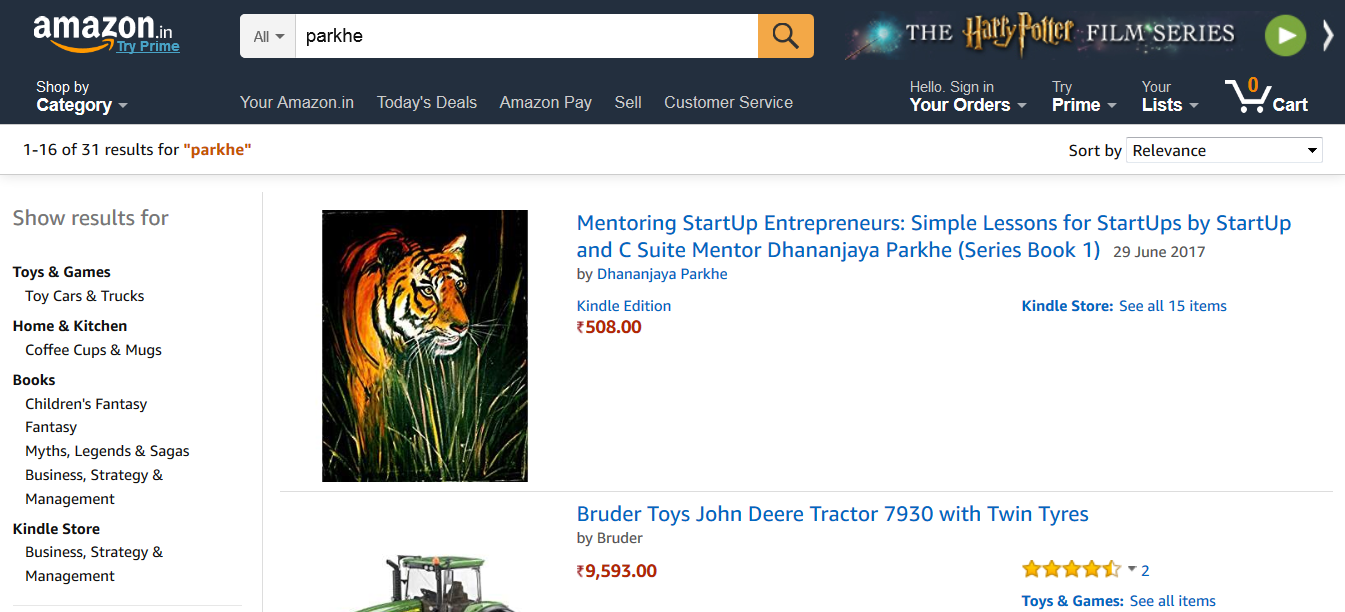 amazon.in
Try Prime
All
parkhe
THE Harry Potter FILM SERIES
Shop by
Category
Your Amazon.in
Today's Deals
Amazon Pay
Sell
Customer Service
Hello. Sign in
Your Orders
Try
Prime
Your
Lists
0
Cart
1-16 of 31 results for "parkhe"
Sort by Relevance
Show results for
Toys & Games
Toy Cars & Trucks
Home & Kitchen
Coffee Cups & Mugs
Books
Children's Fantasy
Fantasy
Myths, Legends & Sagas
Business, Strategy &
Management
Kindle Store
Business, Strategy &
Management
Mentoring StartUp Entrepreneurs: Simple Lessons for StartUps by StartUp
and C Suite Mentor Dhananjaya Parkhe (Series Book 1) 29 June 2017
by Dhananjaya Parkhe
Kindle Edition
₹508.00
Kindle Store: See all 15 items
Bruder Toys John Deere Tractor 7930 with Twin Tyres
by Bruder
₹9,593.00
2
Toys & Games: See all items